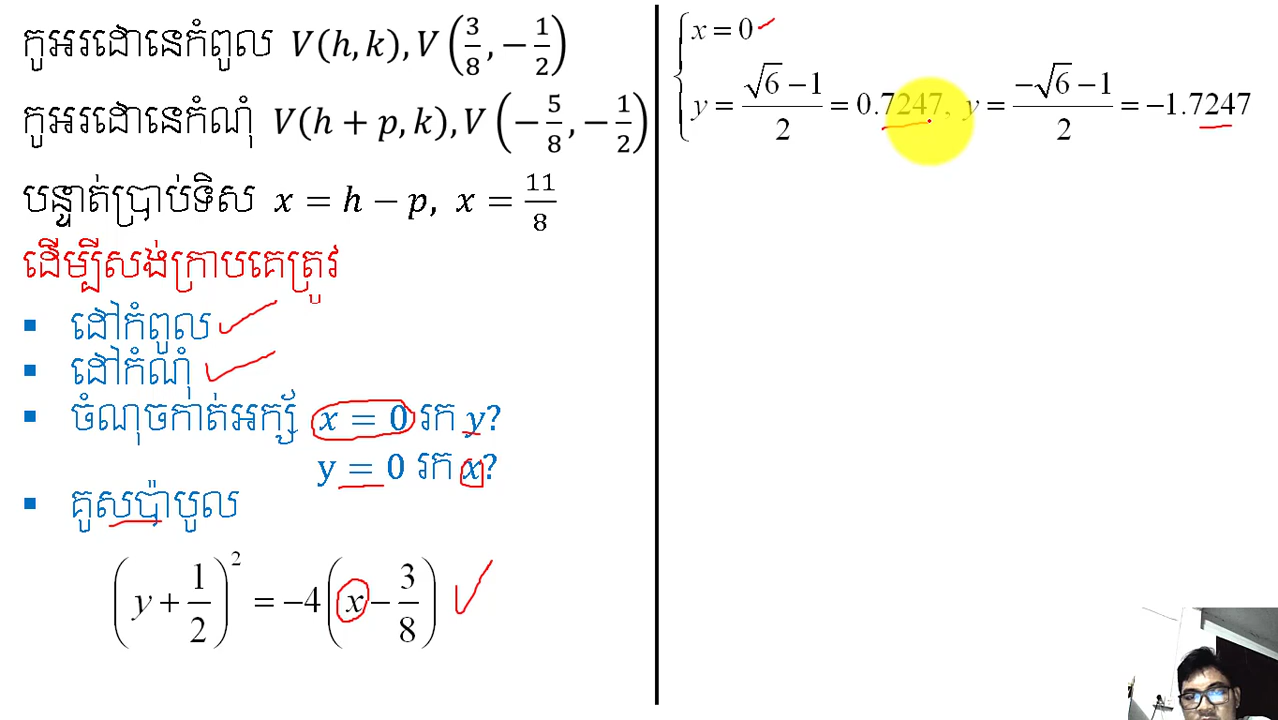 កូអរដោនេកំពូល V(h, k), V(3/8, −1/2)
កូអរដោនេកំណុំ V(h + p, k), V(−5/8, −1/2)
បន្ទាត់ប្រាប់ទិស x = h − p, x = 11/8
ដើម្បីសង់ក្រាបគេត្រូវ
▪ ដៅកំពូល
▪ ដៅកំណុំ
▪ ចំណុចកាត់អក្ស័ x = 0 រក y?
y = 0 រក x?
▪ គូសប៉ាបូល
(y + 1/2)² = −4(x − 3/8)
x = 0
y = (√6 − 1)/2 = 0.7247, y = (−√6 − 1)/2 = −1.7247